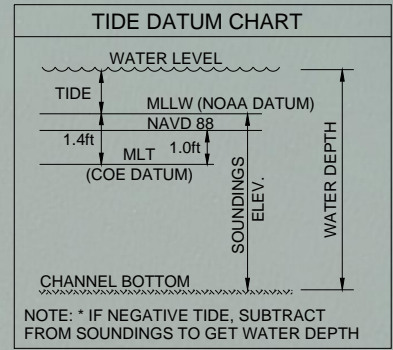 TIDE DATUM CHART
WATER LEVEL
TIDE
MLLW (NOAA DATUM)
NAVD 88
1.4ft
1.0ft
MLT
(COE DATUM)
SOUNDINGS
ELEV.
WATER DEPTH
CHANNEL BOTTOM
NOTE: * IF NEGATIVE TIDE, SUBTRACT
FROM SOUNDINGS TO GET WATER DEPTH